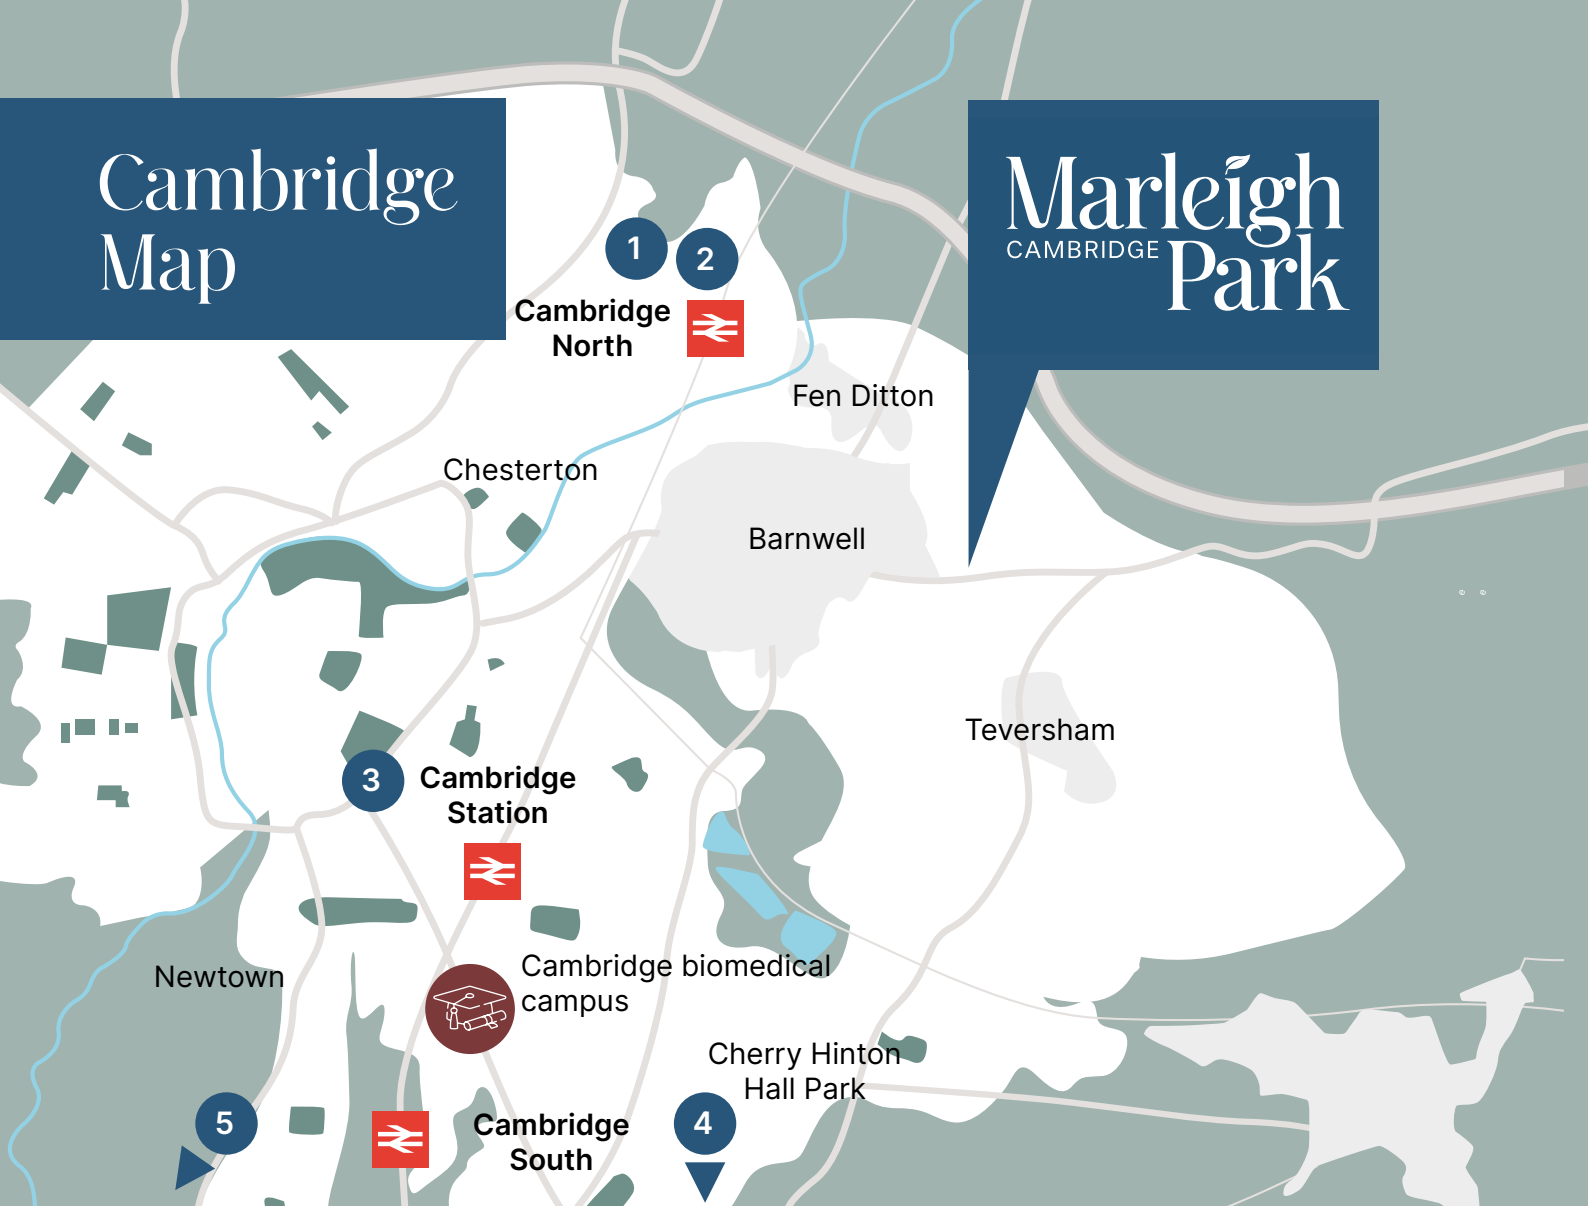 Cambridge
Map
Marleigh
CAMBRIDGE
Park
1
2
Cambridge
North
Fen Ditton
Chesterton
Barnwell
Teversham
3
Cambridge
Station
Cambridge biomedical
campus
Newtown
Cherry Hinton
Hall Park
5
Cambridge
South
4